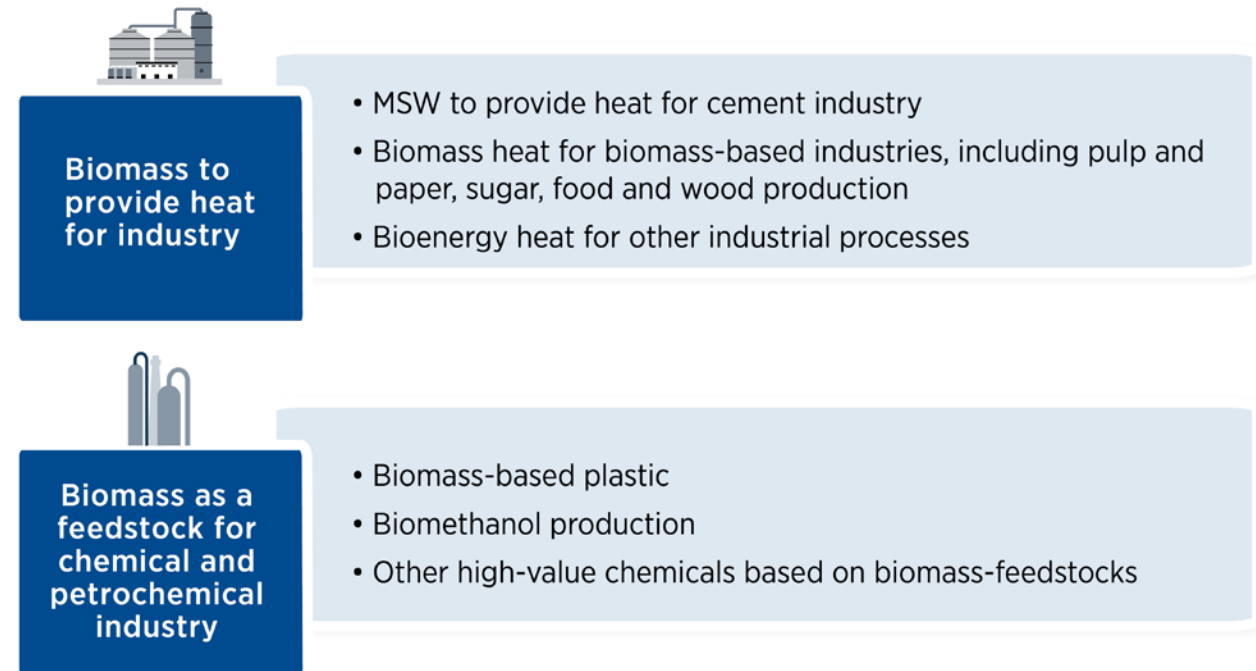 Biomass to
provide heat
for industry
• MSW to provide heat for cement industry
• Biomass heat for biomass-based industries, including pulp and
paper, sugar, food and wood production
• Bioenergy heat for other industrial processes
Biomass as a
feedstock for
chemical and
petrochemical
industry
• Biomass-based plastic
• Biomethanol production
• Other high-value chemicals based on biomass-feedstocks